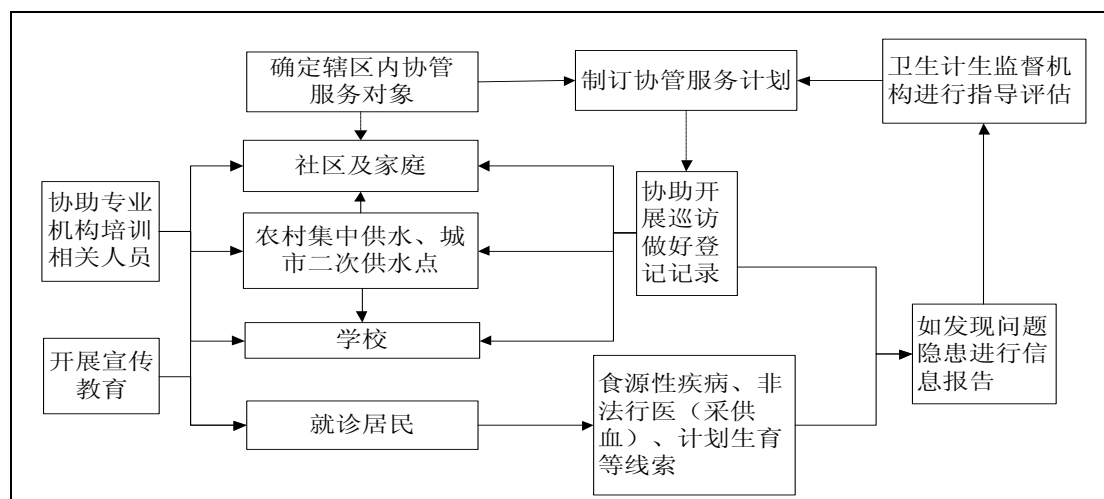 确定辖区内协管
服务对象
制订协管服务计划
卫生计生监督机
构进行指导评估
社区及家庭
协助专业
机构培训
相关人员
农村集中供水、城
市二次供水点
协助开
展巡访
做好登
记记录
学校
开展宣传
教育
就诊居民
食源性疾病、非
法行医（采供
血）、计划生育
等线索
如发现问题
隐患进行信
息报告